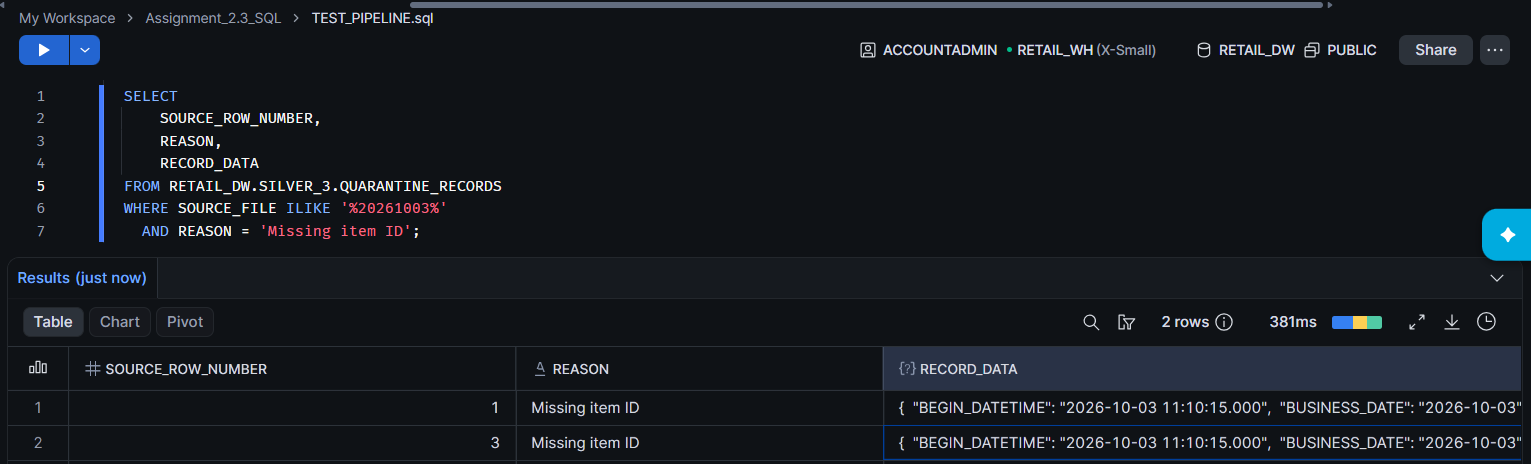 My Workspace > Assignment_2.3_SQL > TEST_PIPELINE.sql
ACCOUNTADMIN • RETAIL_WH (X-Small) RETAIL_DW PUBLIC Share ...
1 SELECT
2 SOURCE_ROW_NUMBER,
3 REASON,
4 RECORD_DATA
5 FROM RETAIL_DW.SILVER_3.QUARANTINE_RECORDS
6 WHERE SOURCE_FILE ILIKE '%20261003%'
7 AND REASON = 'Missing item ID';
Results (just now)
Table Chart Pivot 2 rows 381ms
# SOURCE_ROW_NUMBER A REASON {?} RECORD_DATA
1 1 Missing item ID { "BEGIN_DATETIME": "2026-10-03 11:10:15.000", "BUSINESS_DATE": "2026-10-03"
2 3 Missing item ID { "BEGIN_DATETIME": "2026-10-03 11:10:15.000", "BUSINESS_DATE": "2026-10-03"